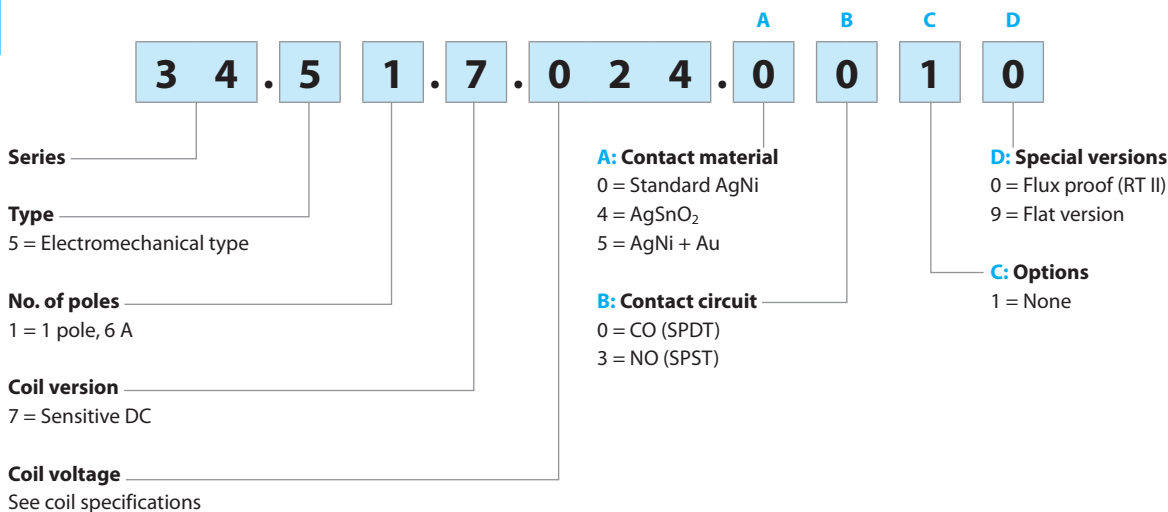 A B C D
3 4 . 5 1 . 7 . 0 2 4 . 0 0 1 0
Series
Type
5 = Electromechanical type
No. of poles
1 = 1 pole, 6 A
Coil version
7 = Sensitive DC
Coil voltage
See coil specifications
A: Contact material
0 = Standard AgNi
4 = AgSnO₂
5 = AgNi + Au
B: Contact circuit
0 = CO (SPDT)
3 = NO (SPST)
D: Special versions
0 = Flux proof (RT II)
9 = Flat version
C: Options
1 = None